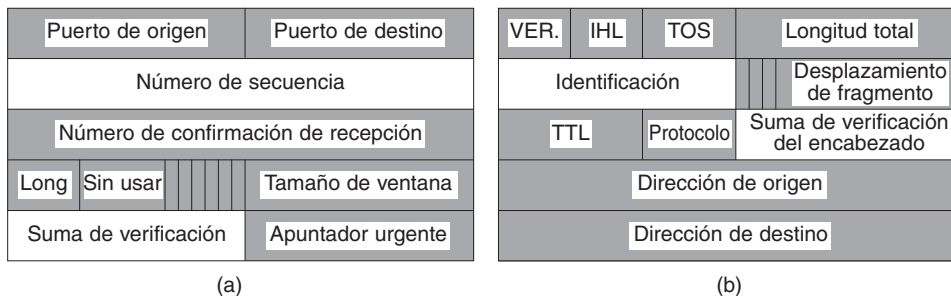 Puerto de origen Puerto de destino
Número de secuencia
Número de confirmación de recepción
Long Sin usar Tamaño de ventana
Suma de verificación Apuntador urgente
(a)
VER. IHL TOS Longitud total
Identificación Desplazamiento
de fragmento
TTL Protocolo Suma de verificación
del encabezado
Dirección de origen
Dirección de destino
(b)